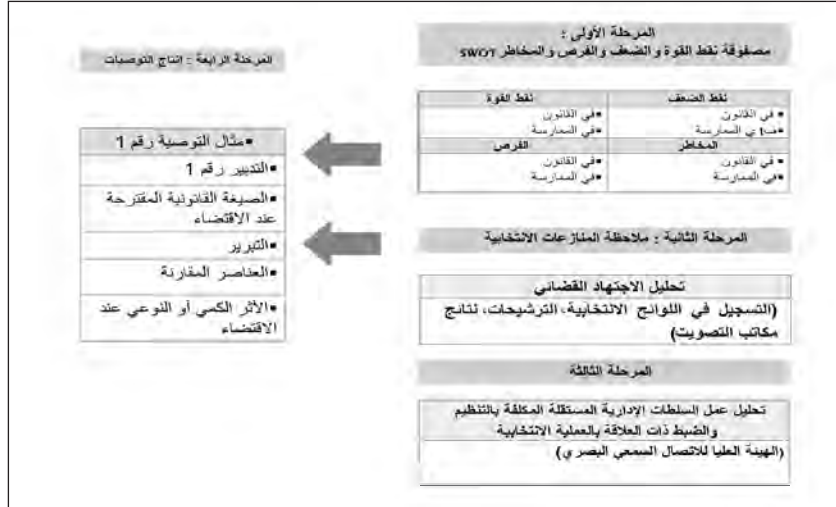 المرحلة الأولى :
مصفوفة نقط القوة والضعف والفرص والمخاطر SWOT
نقط الضعف
نقط القوة
▪ في القانون
▪في القانون
▪في الممارسة
▪في الممارسة
المخاطر
الفرص
▪ في القانون
▪في القانون
▪في الممارسة
▪في الممارسة
المرحلة الثانية : ملاحظة المنازعات الانتخابية
تحليل الاجتهاد القضائي
(التسجيل في اللوائح الانتخابية، الترشيحات، نتائج
مكاتب التصويت)
المرحلة الثالثة
تحليل عمل السلطات الإدارية المستقلة المكلفة بالتنظيم
والضبط ذات العلاقة بالعملية الانتخابية
(الهيئة العليا للاتصال السمعي البصري)
المرحلة الرابعة : إنتاج التوصيات
▪مثال التوصية رقم 1
▪التدبير رقم 1
▪الصيغة القانونية المقترحة
عند الاقتضاء
▪التبرير
▪العناصر المقارنة
▪الأثر الكمي أو النوعي عند
الاقتضاء